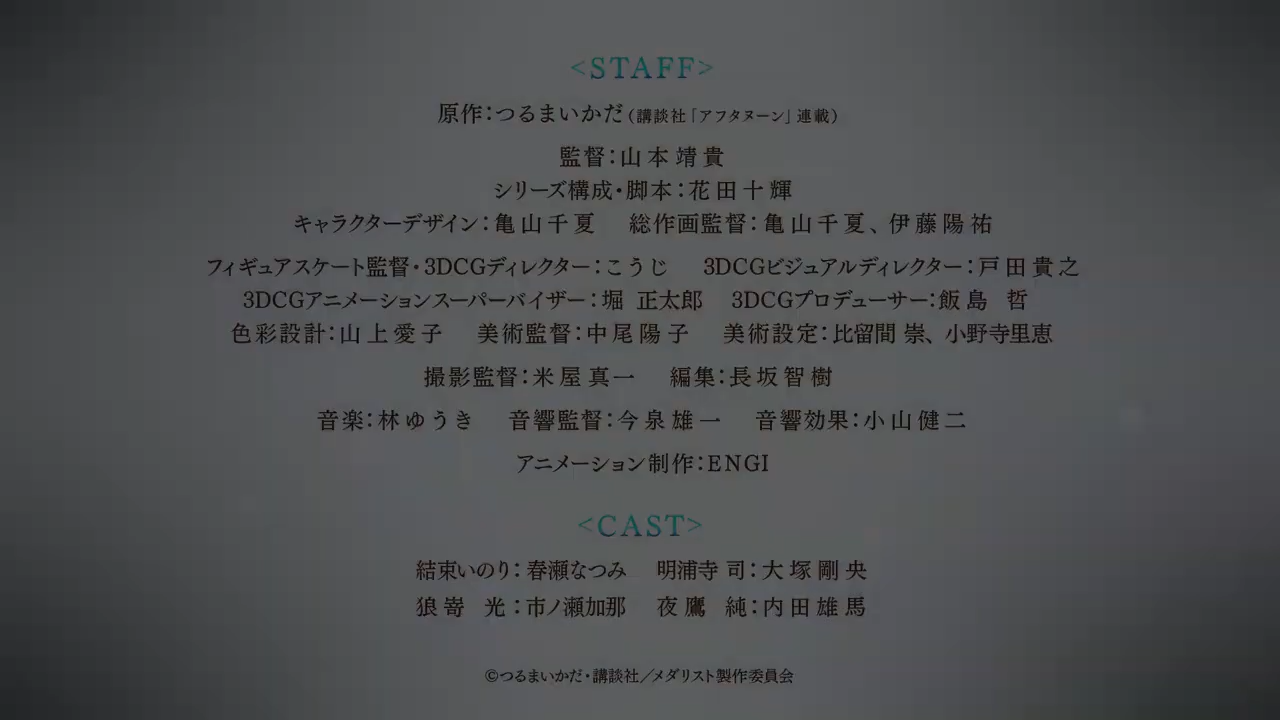 <STAFF>
原作：つるまいかだ（講談社「アフタヌーン」連載）
監督：山本靖貴
シリーズ構成・脚本：花田十輝
キャラクターデザイン：亀山千夏　総作画監督：亀山千夏、伊藤陽祐
フィギュアスケート監督・3DCGディレクター：こうじ　3DCGビジュアルディレクター：戸田貴之
3DCGアニメーションスーパーバイザー：堀 正太郎　3DCGプロデューサー：飯島 哲
色彩設計：山上愛子　美術監督：中尾陽子　美術設定：比留間 崇、小野寺里恵
撮影監督：米屋真一　編集：長坂智樹
音楽：林ゆうき　音響監督：今泉雄一　音響効果：小山健二
アニメーション制作：ENGI
<CAST>
結束いのり：春瀬なつみ　明浦寺 司：大塚剛央
狼嵜 光：市ノ瀬加那　夜鷹 純：内田雄馬
©つるまいかだ・講談社／メダリスト製作委員会